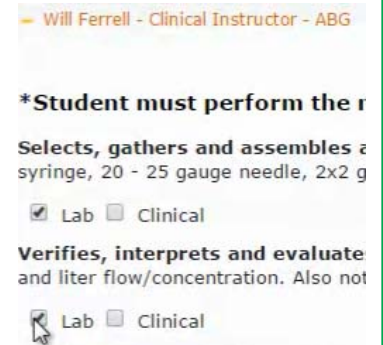 – Will Ferrell - Clinical Instructor - ABG
*Student must perform the
Selects, gathers and assembles
syringe, 20 - 25 gauge needle, 2x2
Lab Clinical
Verifies, interprets and evaluate
and liter flow/concentration. Also not
Lab Clinical